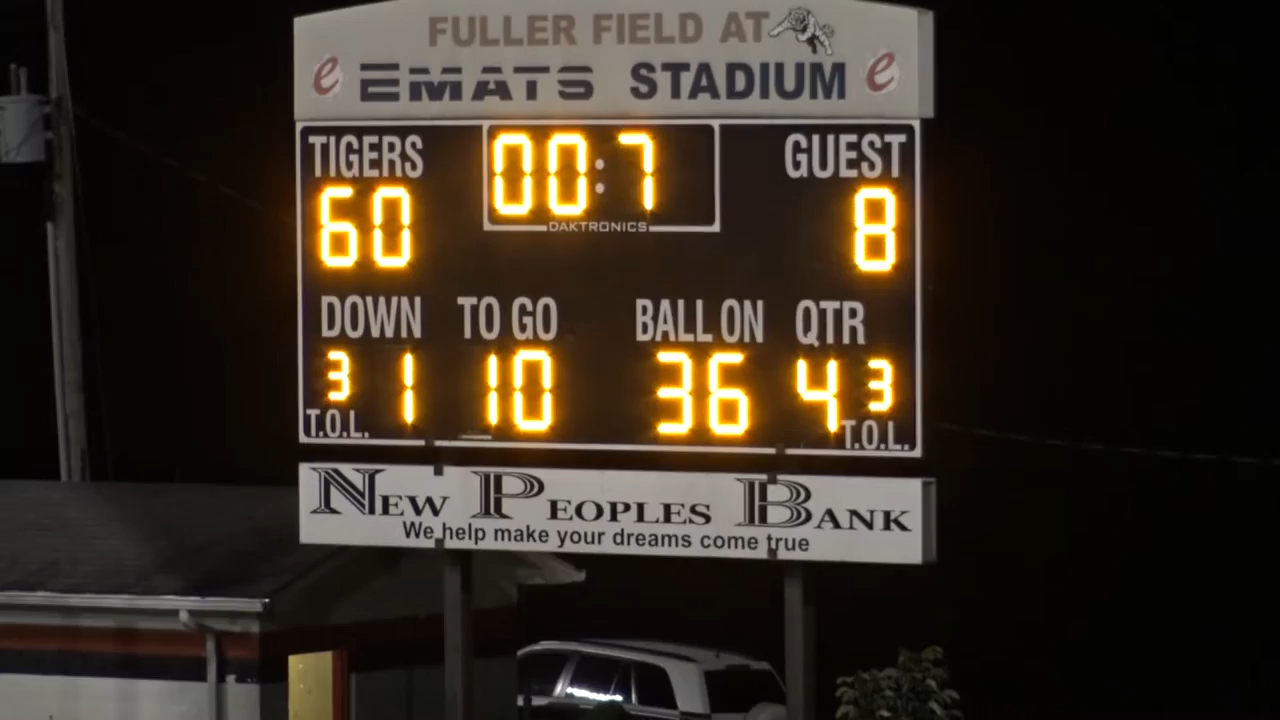 FULLER FIELD AT
e EMATS STADIUM e
TIGERS 00:7 GUEST
60 8
DAKTRONICS
DOWN TO GO BALL ON QTR
3 1 10 36 4 3
T.O.L. T.O.L.
NEW PEOPLES BANK
We help make your dreams come true